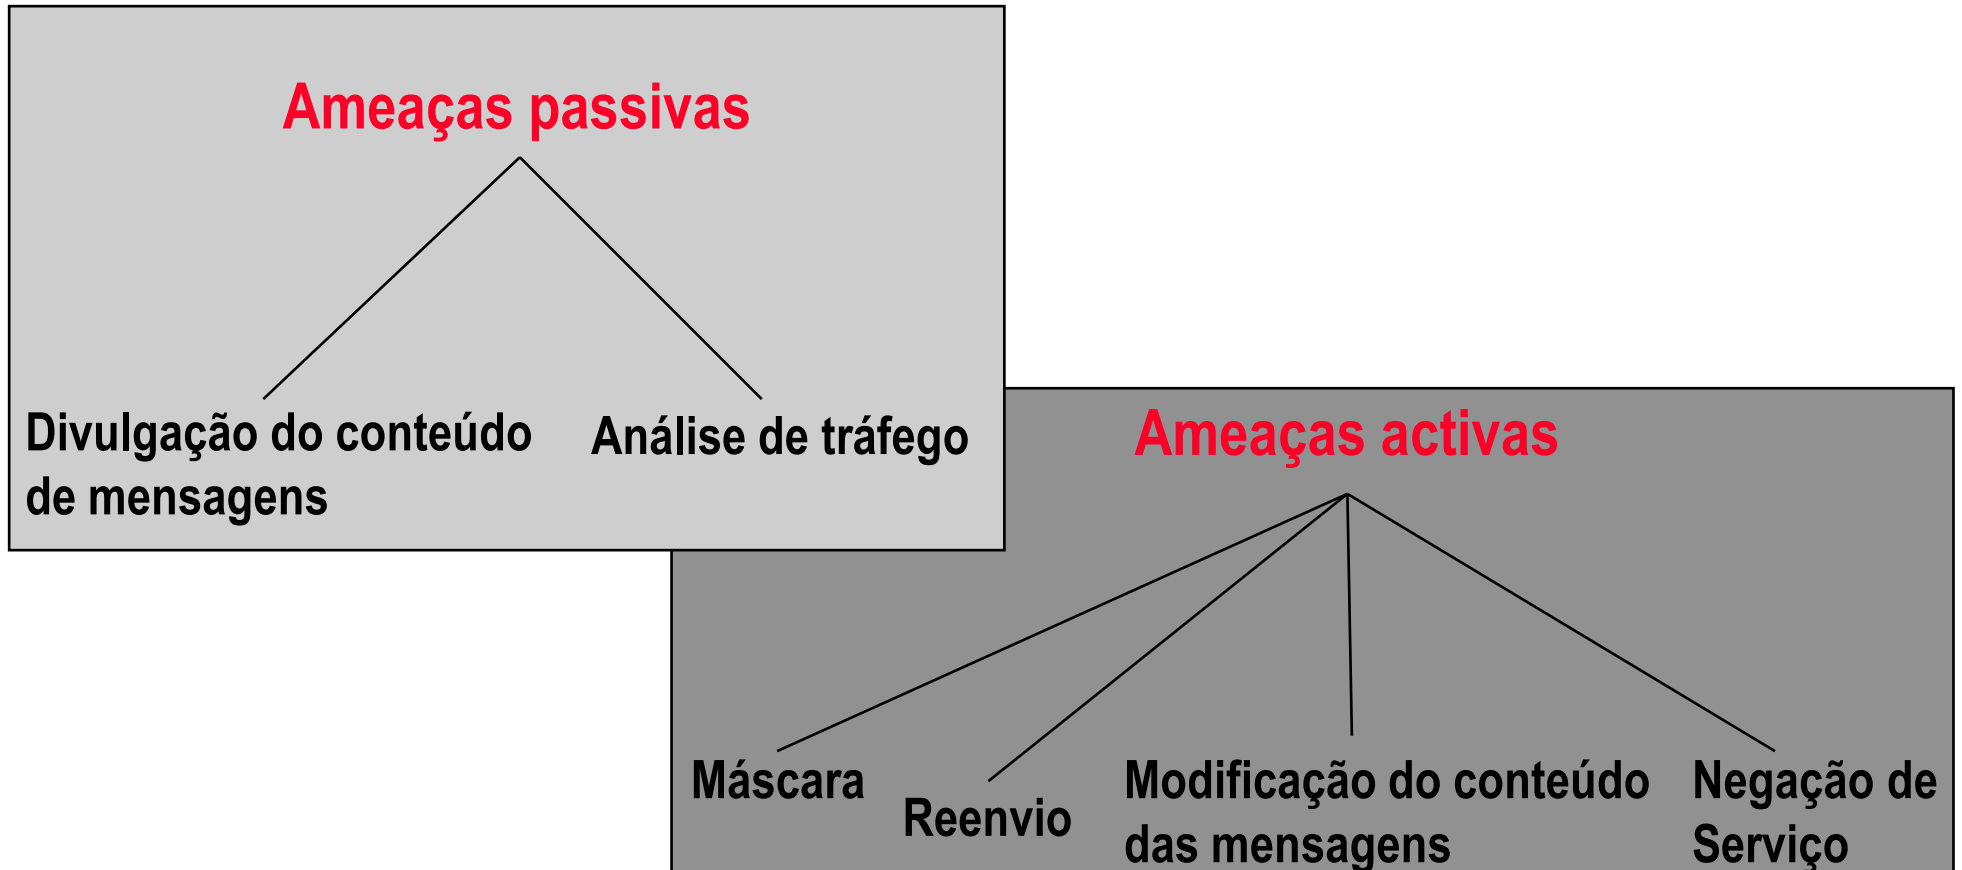 Ameaças passivas
Divulgação do conteúdo
de mensagens
Análise de tráfego
Ameaças activas
Máscara
Reenvio
Modificação do conteúdo
das mensagens
Negação de
Serviço